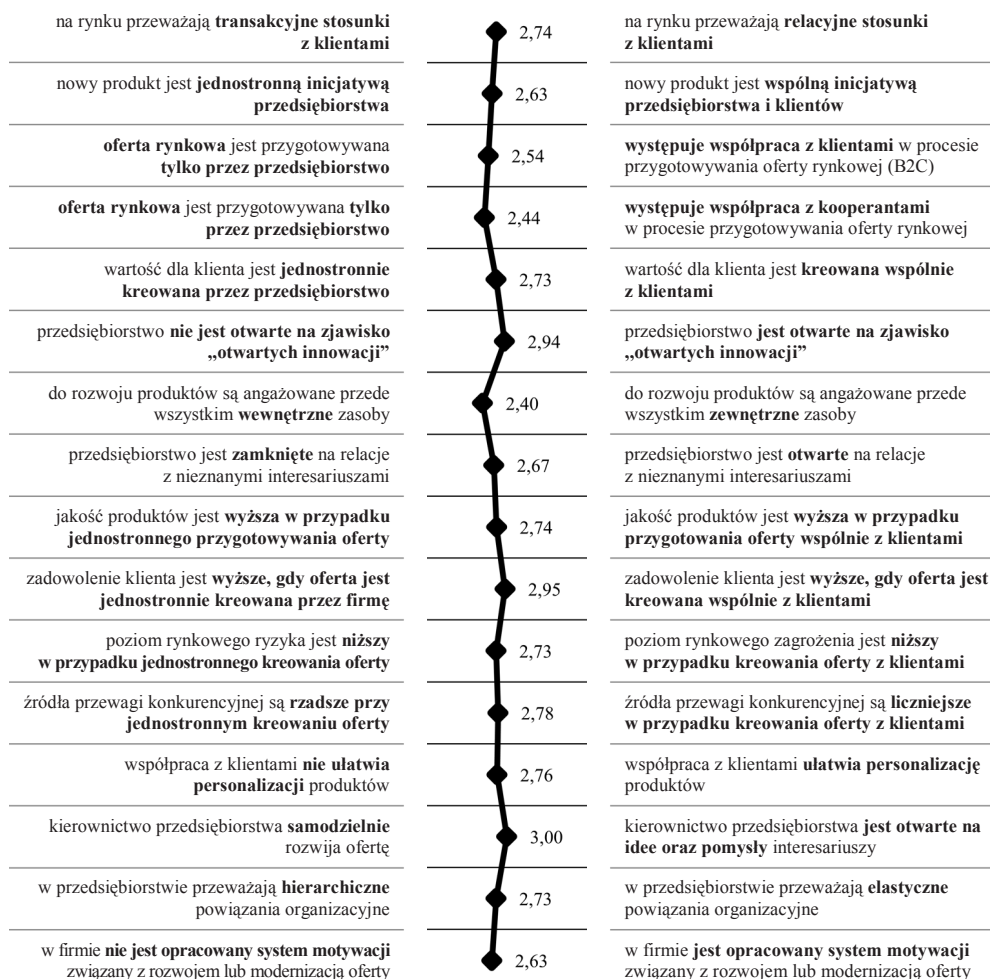 na rynku przeważają transakcyjne stosunki
z klientami
2,74
na rynku przeważają relacyjne stosunki
z klientami
nowy produkt jest jednostronną inicjatywą
przedsiębiorstwa
2,63
nowy produkt jest wspólną inicjatywą
przedsiębiorstwa i klientów
oferta rynkowa jest przygotowywana
tylko przez przedsiębiorstwo
2,54
występuje współpraca z klientami w procesie
przygotowywania oferty rynkowej (B2C)
oferta rynkowa jest przygotowywana tylko
przez przedsiębiorstwo
2,44
występuje współpraca z kooperantami
w procesie przygotowywania oferty rynkowej
wartość dla klienta jest jednostronnie
kreowana przez przedsiębiorstwo
2,73
wartość dla klienta jest kreowana wspólnie
z klientami
przedsiębiorstwo nie jest otwarte na zjawisko
„otwartych innowacji”
2,94
przedsiębiorstwo jest otwarte na zjawisko
„otwartych innowacji”
do rozwoju produktów są angażowane przede
wszystkim wewnętrzne zasoby
2,40
do rozwoju produktów są angażowane przede
wszystkim zewnętrzne zasoby
przedsiębiorstwo jest zamknięte na relacje
z nieznanymi interesariuszami
2,67
przedsiębiorstwo jest otwarte na relacje
z nieznanymi interesariuszami
jakość produktów jest wyższa w przypadku
jednostronnego przygotowywania oferty
2,74
jakość produktów jest wyższa w przypadku
przygotowania oferty wspólnie z klientami
zadowolenie klienta jest wyższe, gdy oferta jest
jednostronnie kreowana przez firmę
2,95
zadowolenie klienta jest wyższe, gdy oferta jest
kreowana wspólnie z klientami
poziom rynkowego ryzyka jest niższy
w przypadku jednostronnego kreowania oferty
2,73
poziom rynkowego zagrożenia jest niższy
w przypadku kreowania oferty z klientami
źródła przewagi konkurencyjnej są rzadsze przy
jednostronnym kreowaniu oferty
2,78
źródła przewagi konkurencyjnej są liczniejsze
w przypadku kreowania oferty z klientami
współpraca z klientami nie ułatwia
personalizacji produktów
2,76
współpraca z klientami ułatwia personalizację
produktów
kierownictwo przedsiębiorstwa samodzielnie
rozwija ofertę
3,00
kierownictwo przedsiębiorstwa jest otwarte na
idee oraz pomysły interesariuszy
w przedsiębiorstwie przeważają hierarchiczne
powiązania organizacyjne
2,73
w przedsiębiorstwie przeważają elastyczne
powiązania organizacyjne
w firmie nie jest opracowany system motywacji
związany z rozwojem lub modernizacją oferty
2,63
w firmie jest opracowany system motywacji
związany z rozwojem lub modernizacją oferty